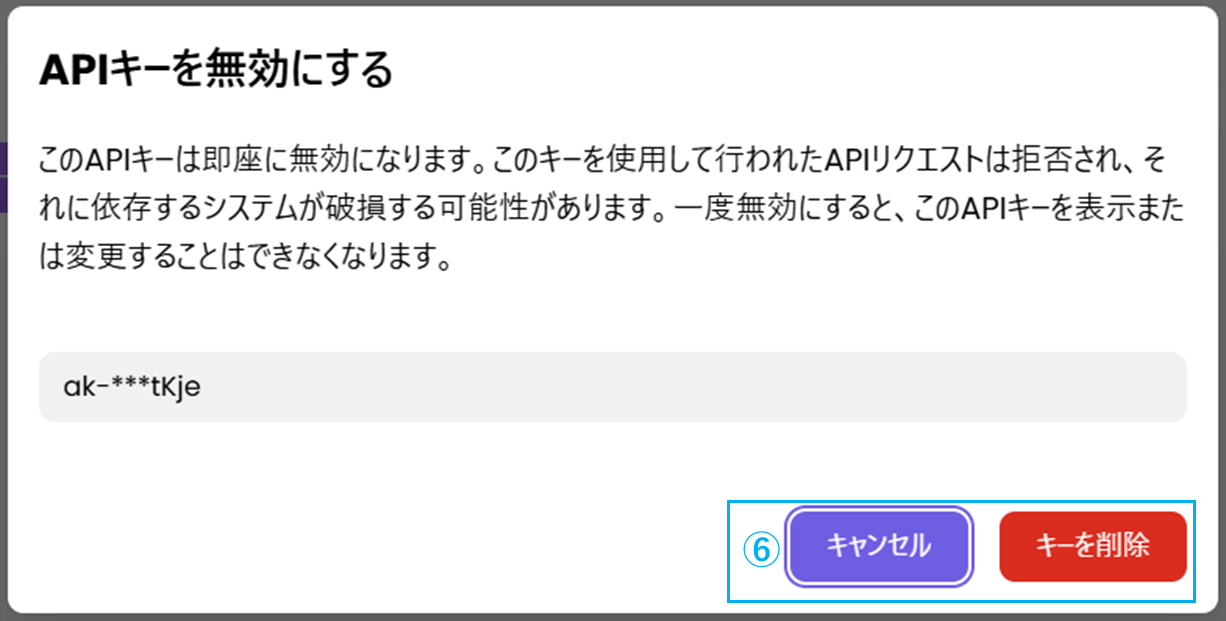 APIキーを無効にする
このAPIキーは即座に無効になります。このキーを使用して行われたAPIリクエストは拒否され、そ
れに依存するシステムが破損する可能性があります。一度無効にすると、このAPIキーを表示また
は変更することはできなくなります。
ak-***tKje
⑥ キャンセル キーを削除